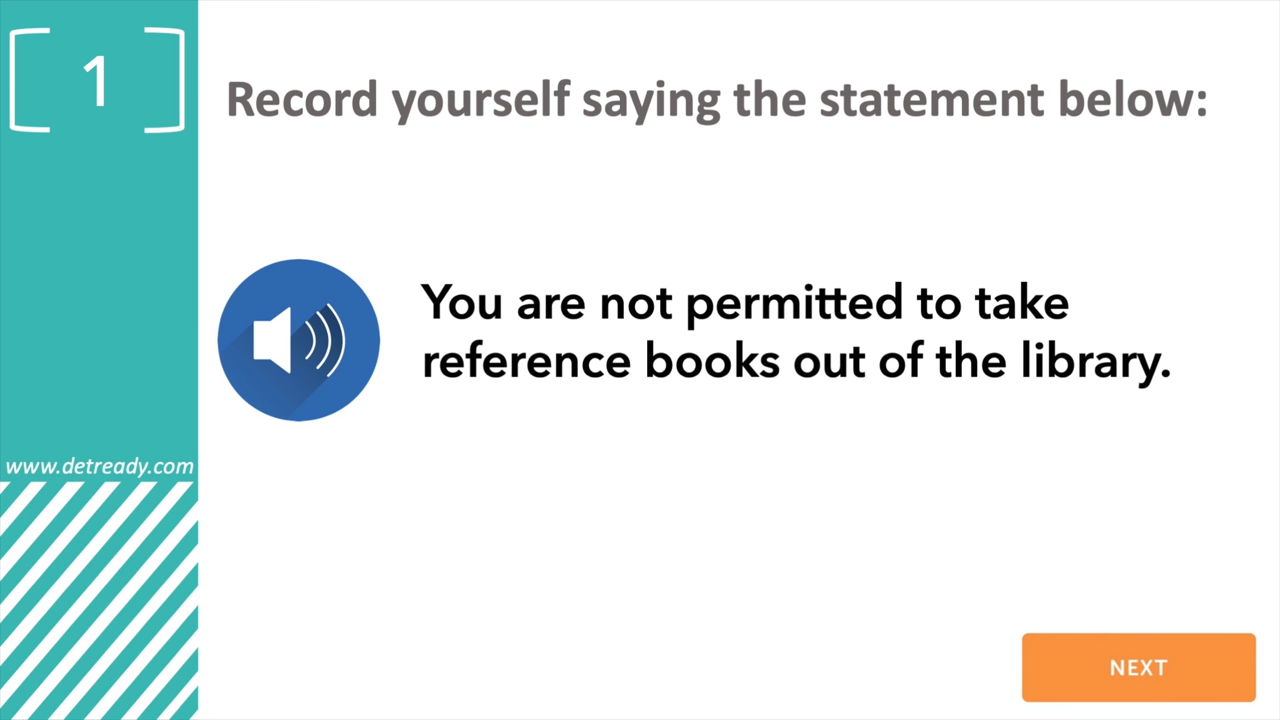 1
Record yourself saying the statement below:
You are not permitted to take
reference books out of the library.
www.detready.com
NEXT